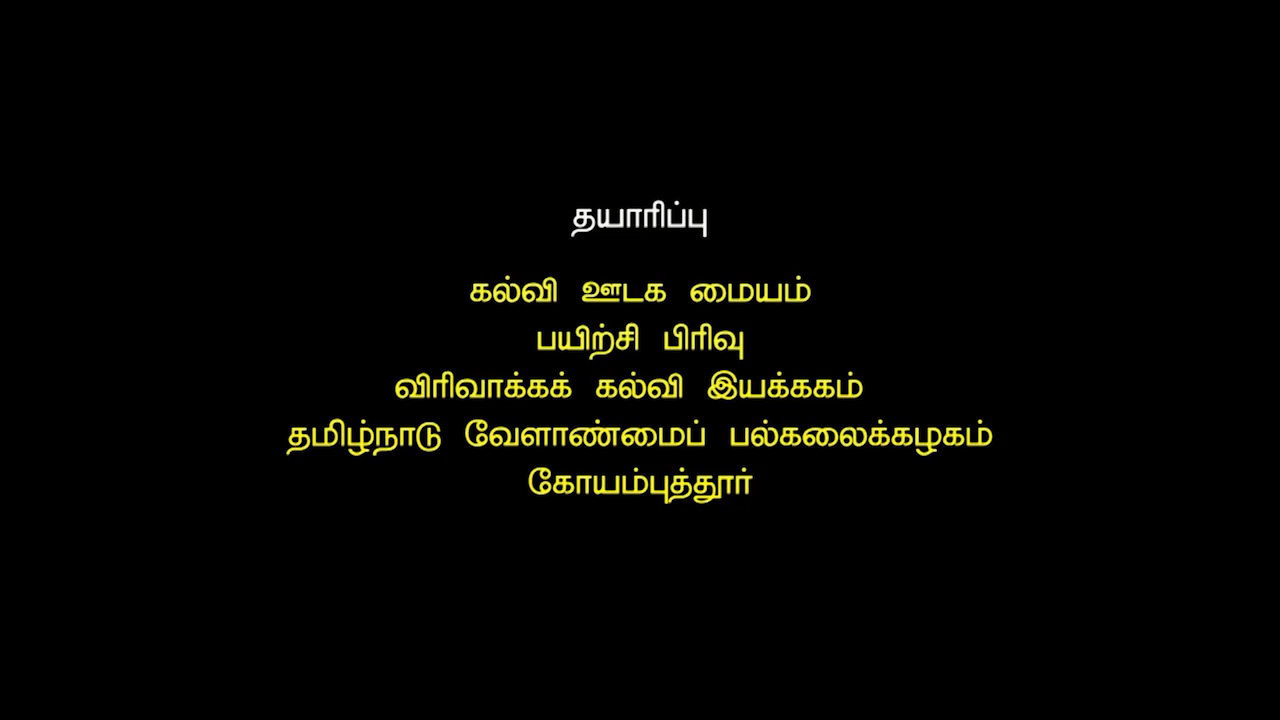 தயாரிப்பு
கல்வி ஊடக மையம்
பயிற்சி பிரிவு
விரிவாக்கக் கல்வி இயக்ககம்
தமிழ்நாடு வேளாண்மைப் பல்கலைக்கழகம்
கோயம்புத்தூர்